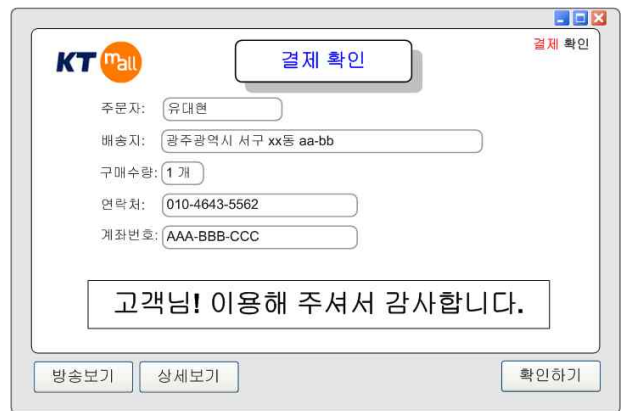 결제 확인
KT mall
결제 확인
주문자: 유대현
배송지: 광주광역시 서구 xx동 aa-bb
구매수량: 1 개
연락처: 010-4643-5562
계좌번호: AAA-BBB-CCC
고객님! 이용해 주셔서 감사합니다.
방송보기 상세보기 확인하기